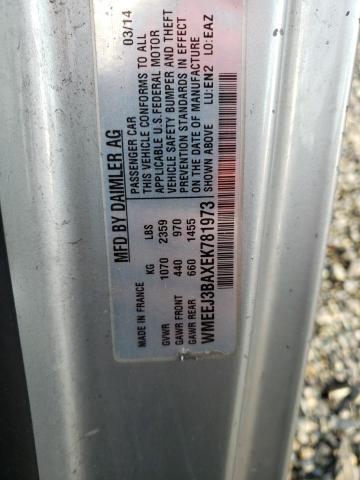 MFD BY DAIMLER AG
03/14
PASSENGER CAR
THIS VEHICLE CONFORMS TO ALL
APPLICABLE U.S. FEDERAL MOTOR
VEHICLE SAFETY BUMPER AND THEFT
PREVENTION STANDARDS IN EFFECT
ON THE DATE OF MANUFACTURE
SHOWN ABOVE LU:EN2 LO:EAZ
MADE IN FRANCE KG LBS
GVWR 1070 2359
GAWR FRONT 440 970
GAWR REAR 660 1455
WMEEJ3BAXEK781973